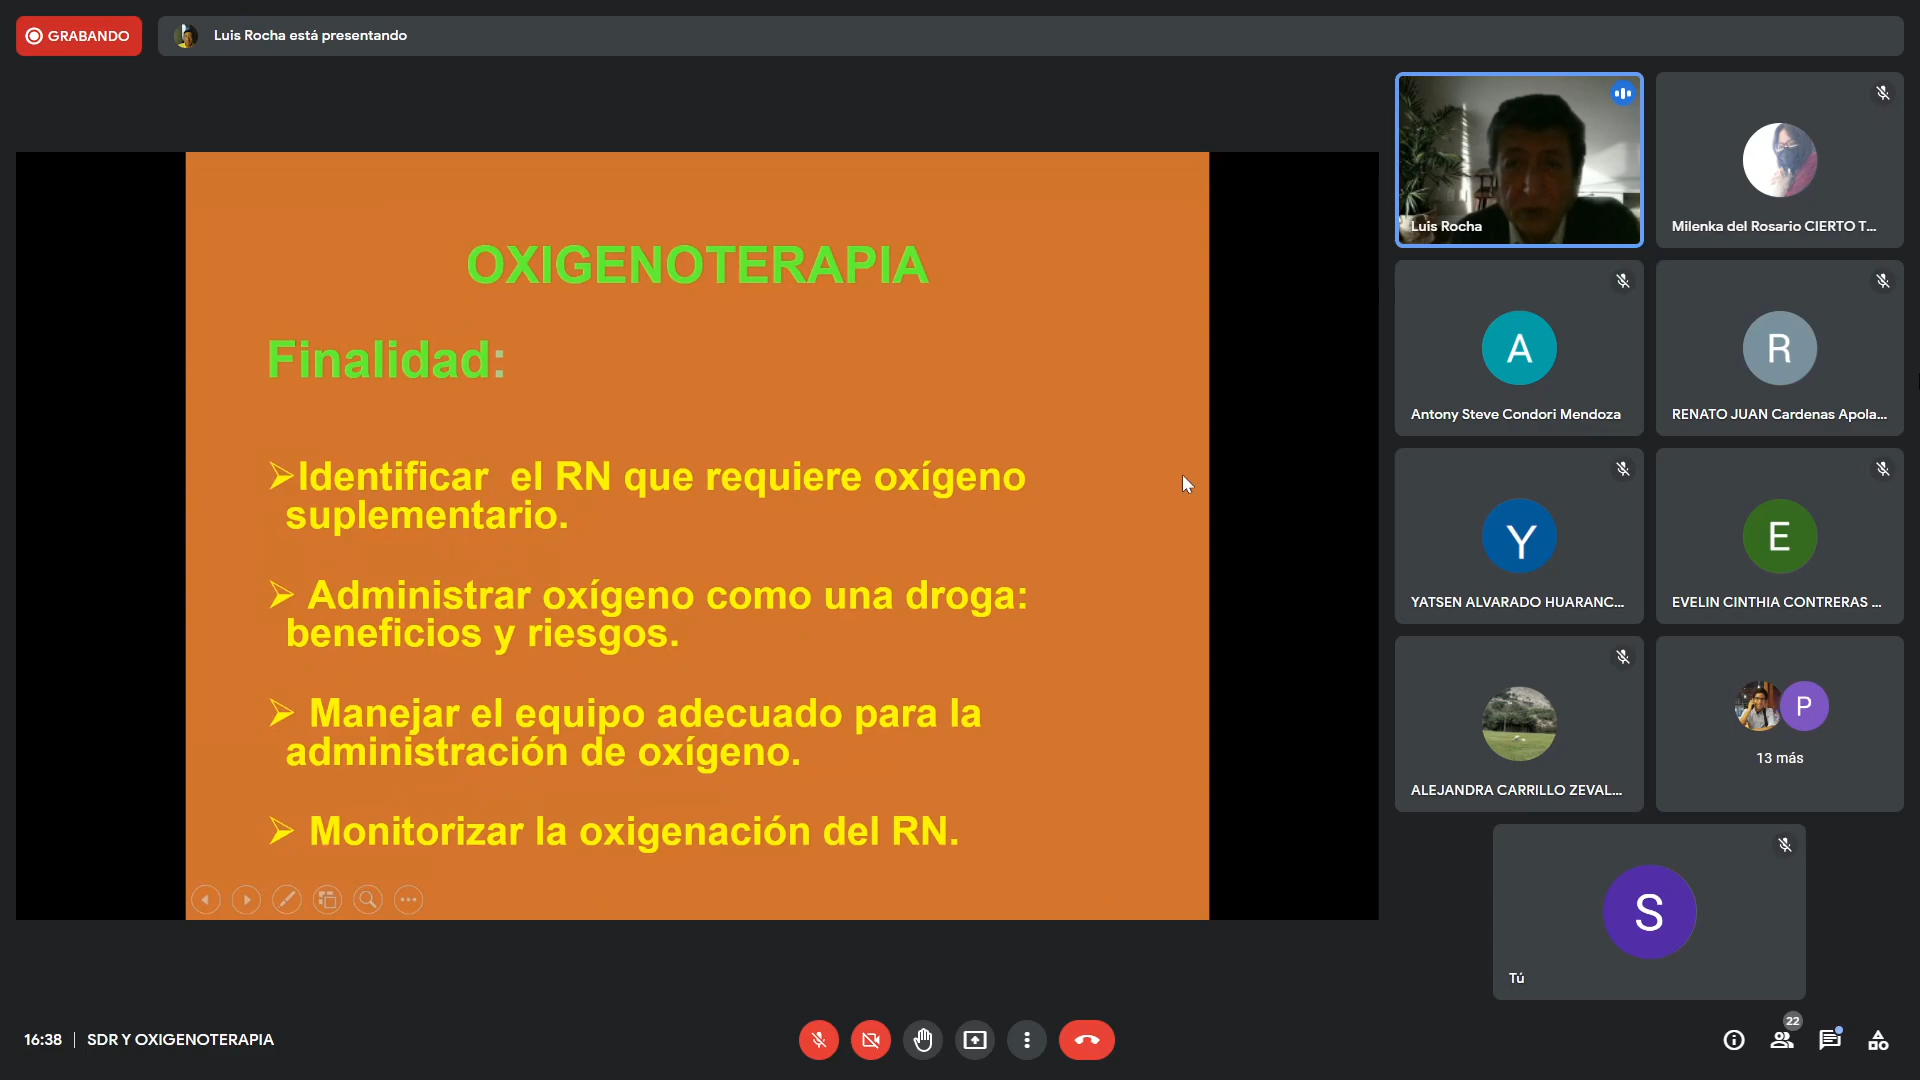 GRABANDO
Luis Rocha está presentando
OXIGENOTERAPIA
Finalidad:
➢Identificar el RN que requiere oxígeno
suplementario.
➢ Administrar oxígeno como una droga:
beneficios y riesgos.
➢ Manejar el equipo adecuado para la
administración de oxígeno.
➢ Monitorizar la oxigenación del RN.
Luis Rocha
Milenka del Rosario CIERTO T...
A
Antony Steve Condori Mendoza
R
RENATO JUAN Cardenas Apola...
Y
YATSEN ALVARADO HUARANC...
E
EVELIN CINTHIA CONTRERAS ...
ALEJANDRA CARRILLO ZEVAL...
P
13 más
S
Tú
16:38 | SDR Y OXIGENOTERAPIA
22